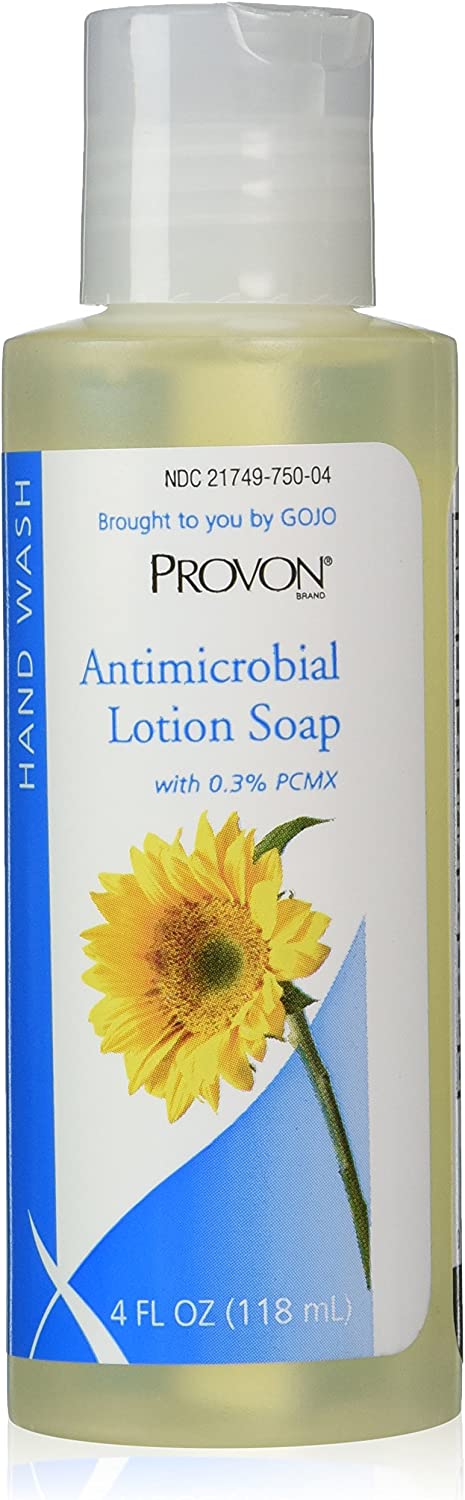 NDC 21749-750-04
Brought to you by GOJO
PROVON®
BRAND
Antimicrobial
Lotion Soap
with 0.3% PCMX
4 FL OZ (118 mL)
HAND WASH